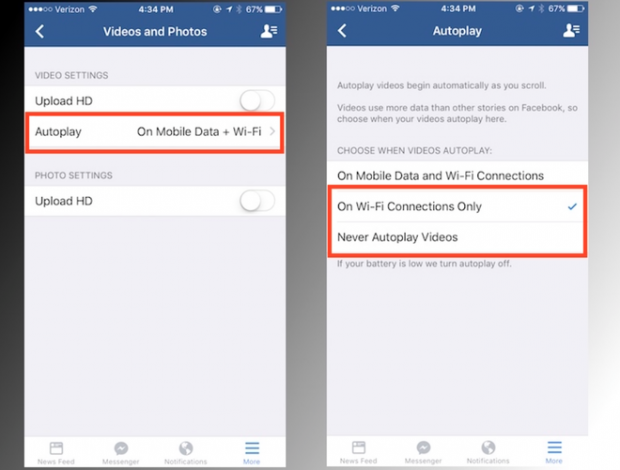 Verizon 4:34 PM 67%
Videos and Photos
VIDEO SETTINGS
Upload HD
Autoplay On Mobile Data + Wi-Fi
PHOTO SETTINGS
Upload HD
News Feed Messenger Notifications More
Verizon 4:34 PM 67%
Autoplay
Autoplay videos begin automatically as you scroll.
Videos use more data than other stories on Facebook, so
choose when your videos autoplay here.
CHOOSE WHEN VIDEOS AUTOPLAY:
On Mobile Data and Wi-Fi Connections
On Wi-Fi Connections Only
Never Autoplay Videos
If your battery is low we turn autoplay off.
News Feed Messenger Notifications More